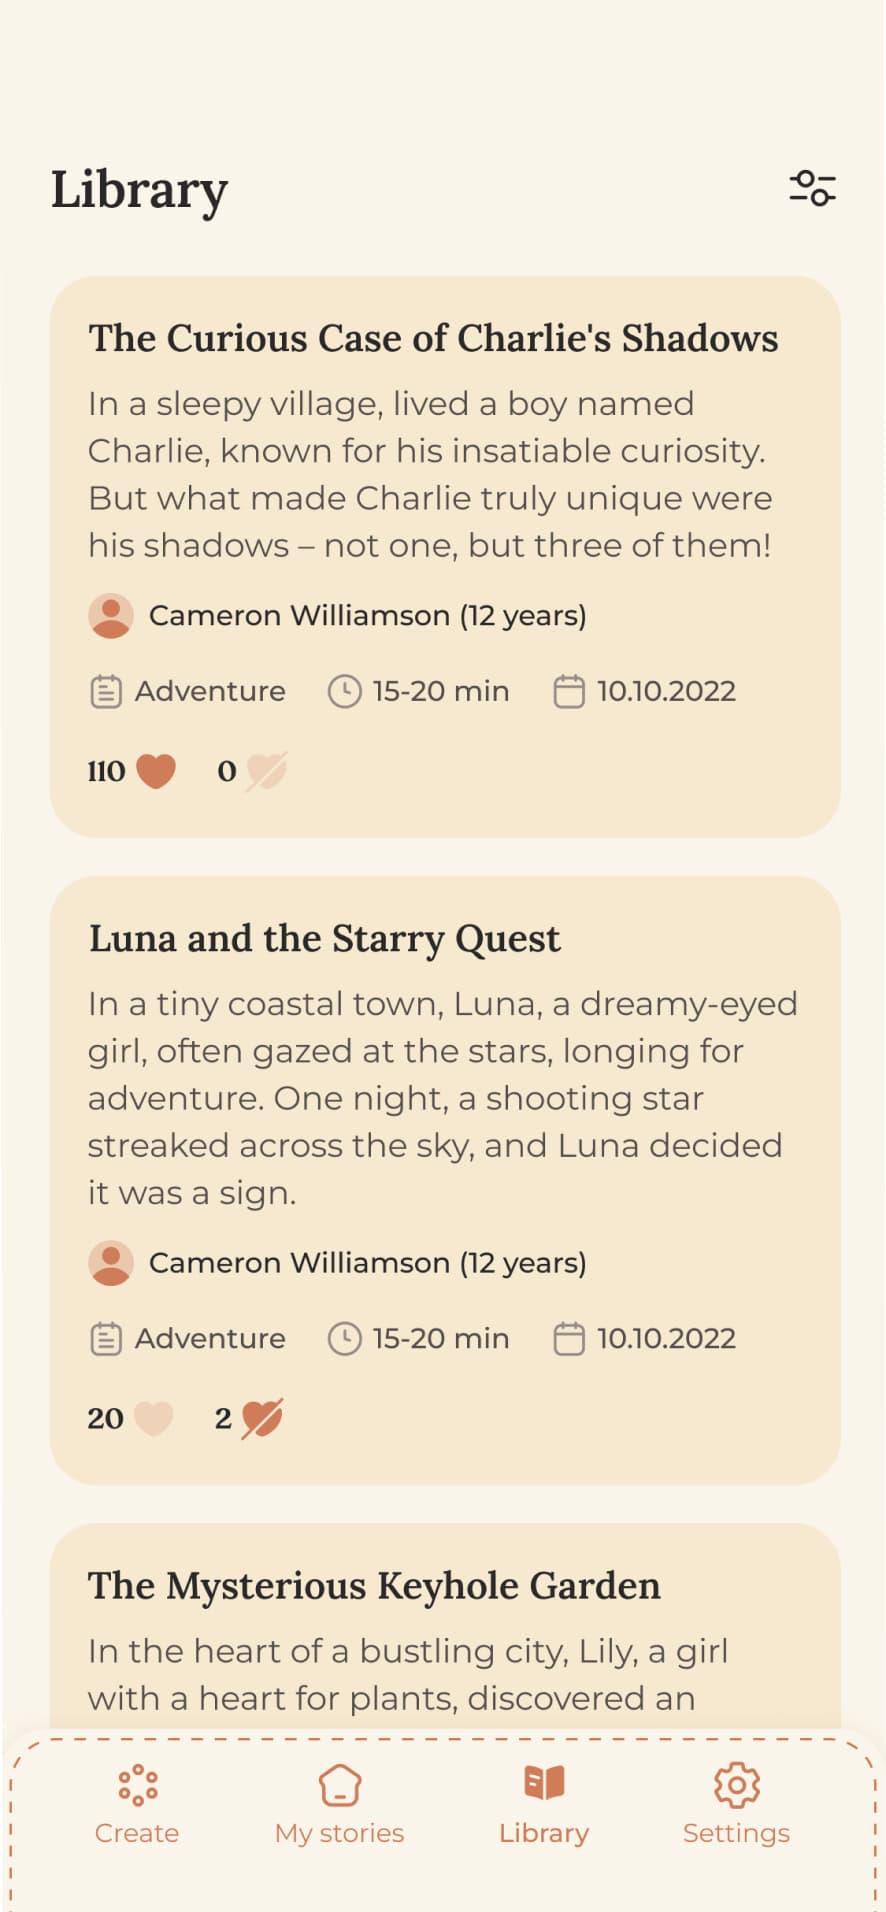 Library
The Curious Case of Charlie's Shadows
In a sleepy village, lived a boy named
Charlie, known for his insatiable curiosity.
But what made Charlie truly unique were
his shadows – not one, but three of them!
Cameron Williamson (12 years)
Adventure 15-20 min 10.10.2022
110 0
Luna and the Starry Quest
In a tiny coastal town, Luna, a dreamy-eyed
girl, often gazed at the stars, longing for
adventure. One night, a shooting star
streaked across the sky, and Luna decided
it was a sign.
Cameron Williamson (12 years)
Adventure 15-20 min 10.10.2022
20 2
The Mysterious Keyhole Garden
In the heart of a bustling city, Lily, a girl
with a heart for plants, discovered an
Create My stories Library Settings